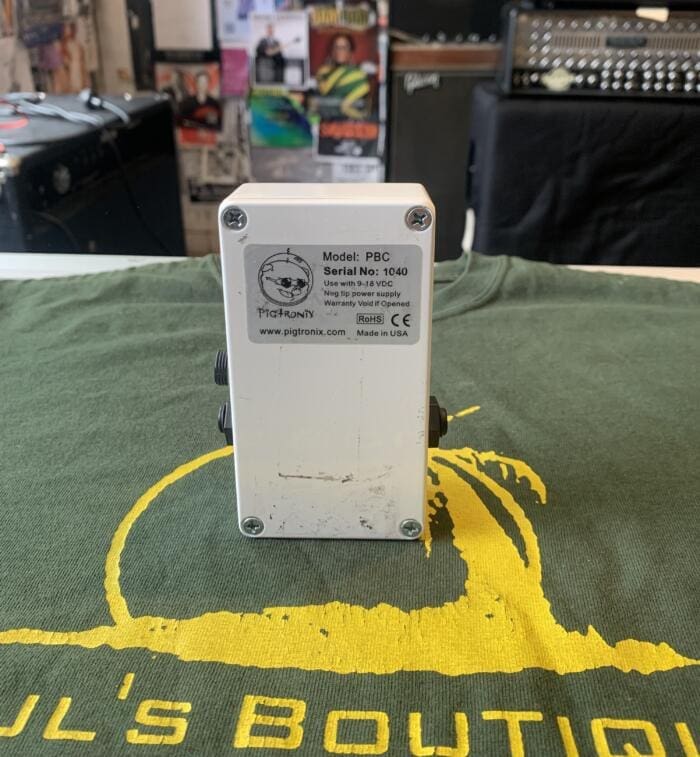 Gibson
Model: PBC
Serial No: 1040
Use with 9-18 VDC
Neg tip power supply
Warranty Void if Opened
PIGTRONIX
RoHS CE
www.pigtronix.com Made in USA
UL'S BOUTIQU